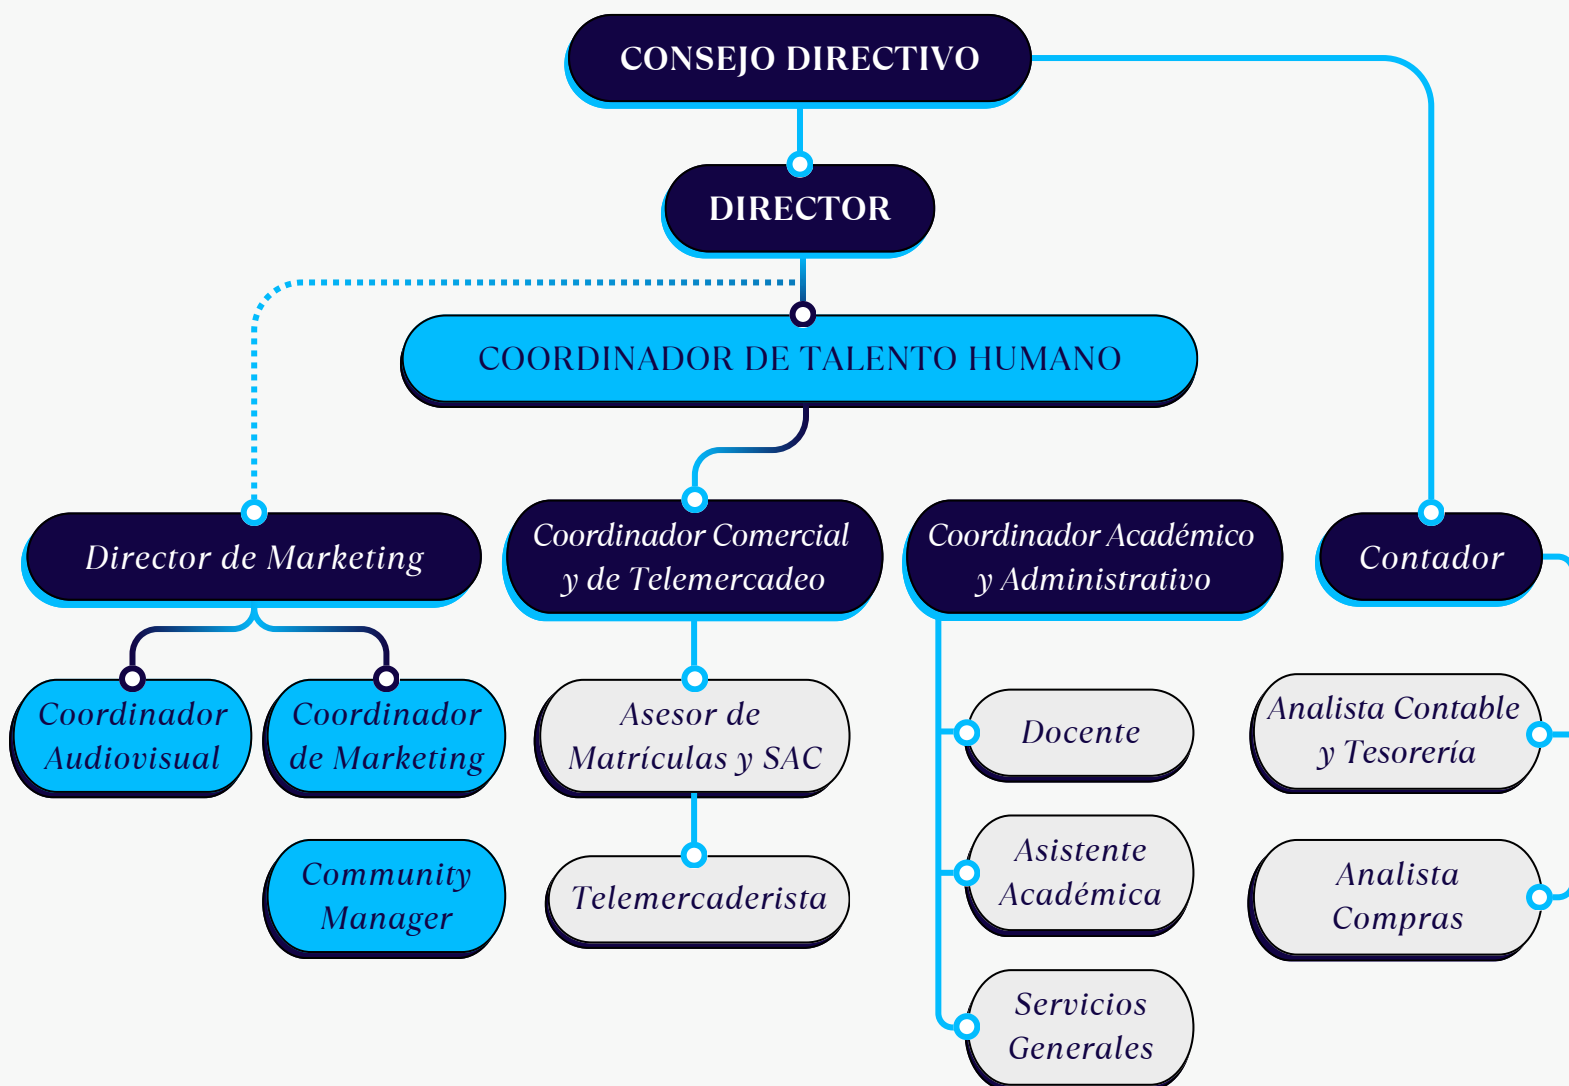 CONSEJO DIRECTIVO
DIRECTOR
COORDINADOR DE TALENTO HUMANO
Director de Marketing
Coordinador Comercial
y de Telemercadeo
Coordinador Académico
y Administrativo
Contador
Coordinador
Audiovisual
Coordinador
de Marketing
Asesor de
Matrículas y SAC
Docente
Analista Contable
y Tesorería
Community
Manager
Telemercaderista
Asistente
Académica
Analista
Compras
Servicios
Generales